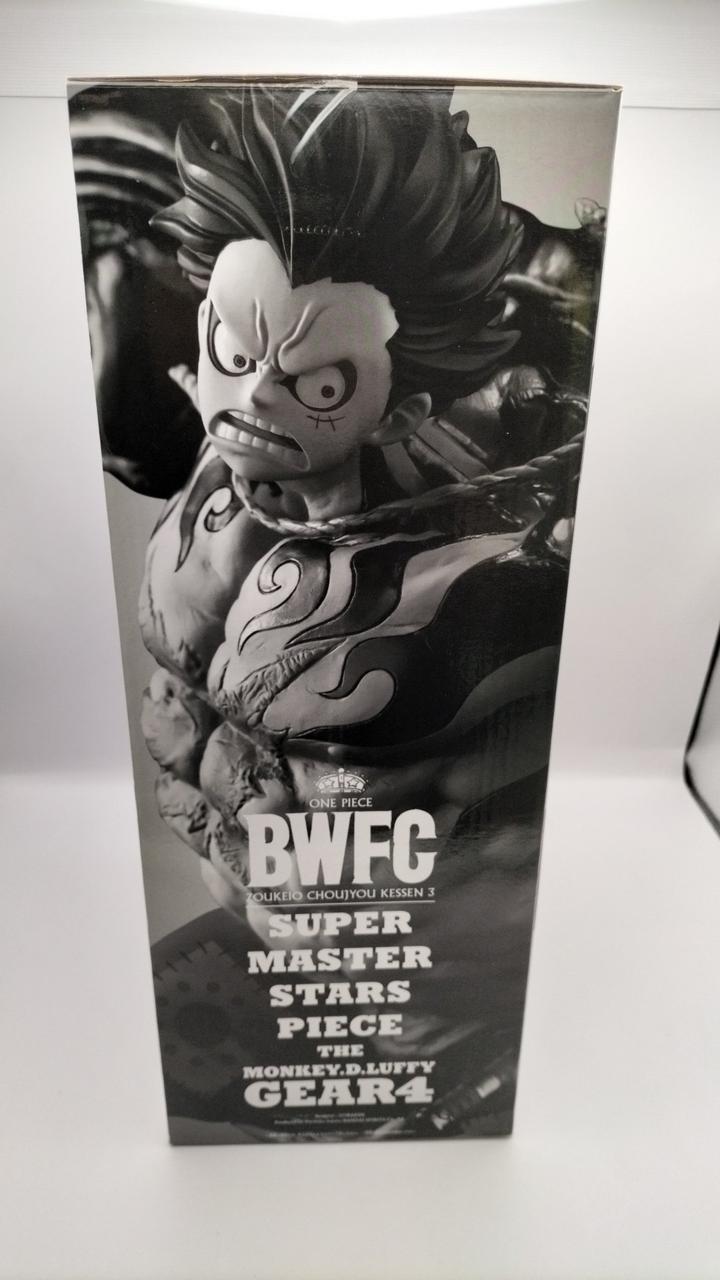 ONE PIECE
BWFC
ZOUKEIO CHOUJYOU KESSEN 3
SUPER
MASTER
STARS
PIECE
THE
MONKEY.D.LUFFY
GEAR4